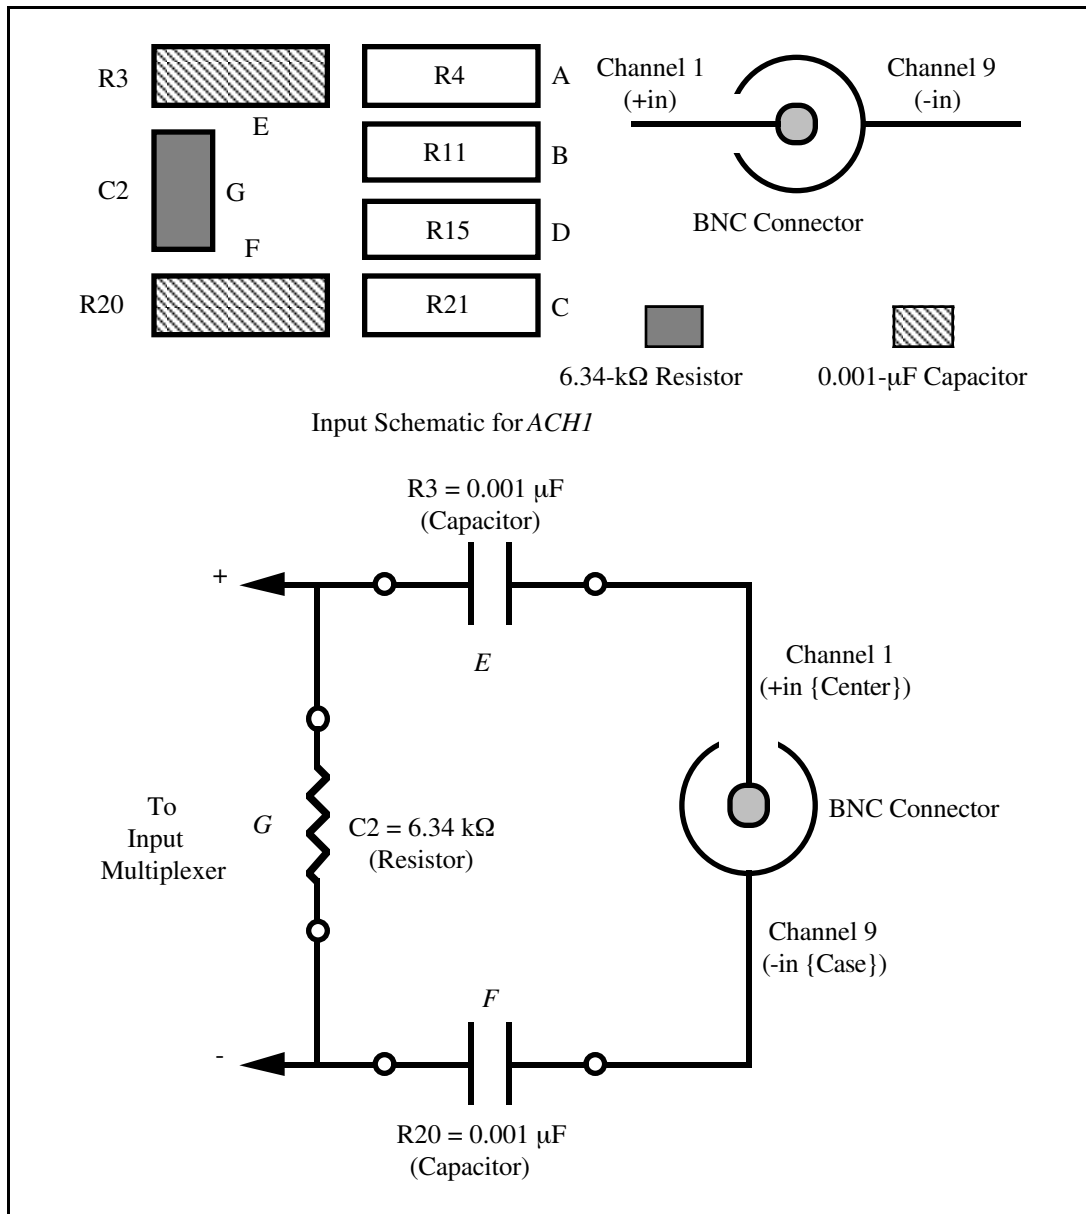 R3
R4
A
E
C2
G
R11
B
F
R15
D
R20
R21
C
Channel 1
(+in)
Channel 9
(-in)
BNC Connector
6.34-kΩ Resistor
0.001-μF Capacitor
Input Schematic for ACH1
R3 = 0.001 μF
(Capacitor)
+
E
Channel 1
(+in {Center})
To
Input
Multiplexer
G
C2 = 6.34 kΩ
(Resistor)
BNC Connector
Channel 9
(-in {Case})
F
-
R20 = 0.001 μF
(Capacitor)